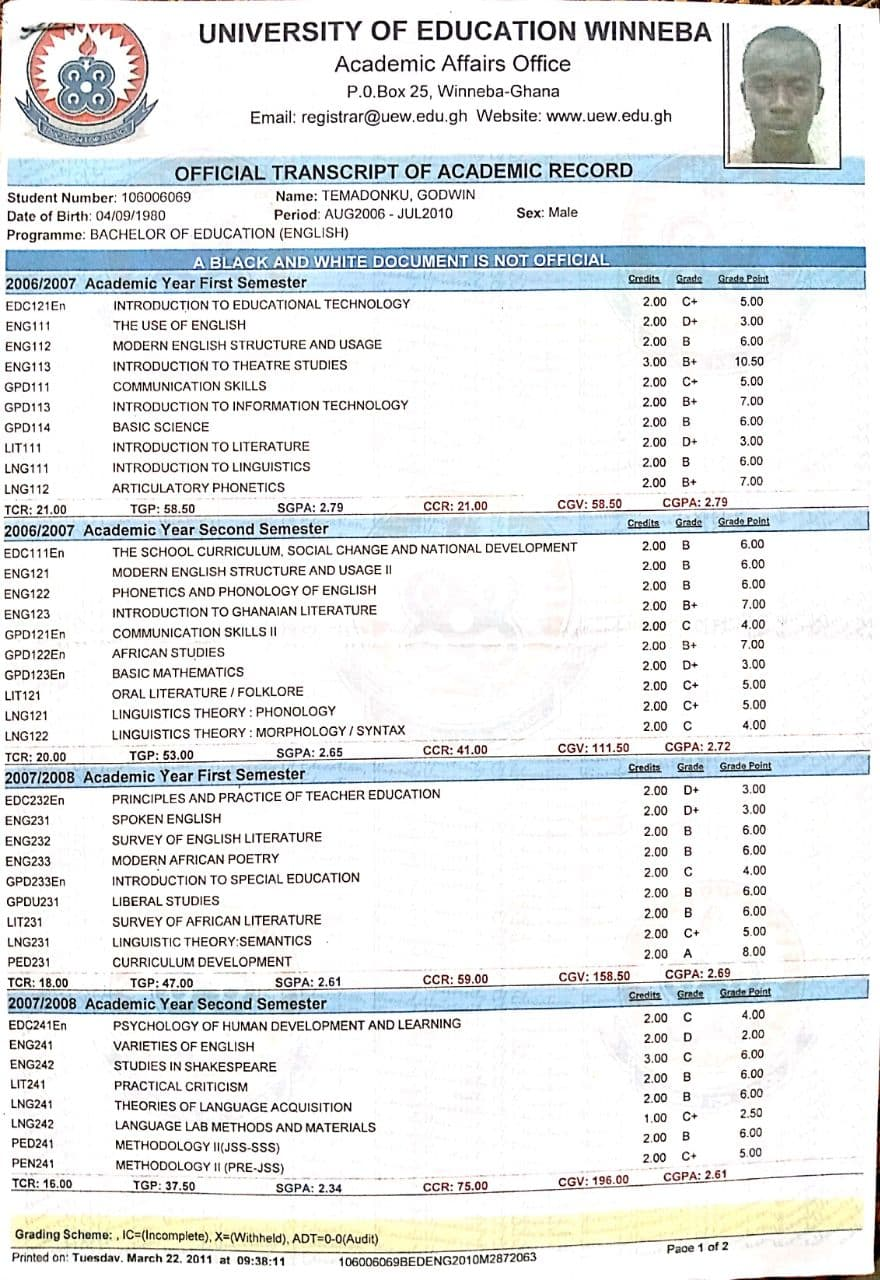 UNIVERSITY OF EDUCATION WINNEBA
Academic Affairs Office
P.0.Box 25, Winneba-Ghana
Email: registrar@uew.edu.gh Website: www.uew.edu.gh
EDUCATION FOR SERVICE
OFFICIAL TRANSCRIPT OF ACADEMIC RECORD
Student Number: 106006069 Name: TEMADONKU, GODWIN
Date of Birth: 04/09/1980 Period: AUG2006 - JUL2010 Sex: Male
Programme: BACHELOR OF EDUCATION (ENGLISH)
A BLACK AND WHITE DOCUMENT IS NOT OFFICIAL
2006/2007 Academic Year First Semester Credits Grade Grade Point
EDC121En INTRODUCTION TO EDUCATIONAL TECHNOLOGY 2.00 C+ 5.00
ENG111 THE USE OF ENGLISH 2.00 D+ 3.00
ENG112 MODERN ENGLISH STRUCTURE AND USAGE 2.00 B 6.00
ENG113 INTRODUCTION TO THEATRE STUDIES 3.00 B+ 10.50
GPD111 COMMUNICATION SKILLS 2.00 C+ 5.00
GPD113 INTRODUCTION TO INFORMATION TECHNOLOGY 2.00 B+ 7.00
GPD114 BASIC SCIENCE 2.00 B 6.00
LIT111 INTRODUCTION TO LITERATURE 2.00 D+ 3.00
LNG111 INTRODUCTION TO LINGUISTICS 2.00 B 6.00
LNG112 ARTICULATORY PHONETICS 2.00 B+ 7.00
TCR: 21.00 TGP: 58.50 SGPA: 2.79 CCR: 21.00 CGV: 58.50 CGPA: 2.79
2006/2007 Academic Year Second Semester Credits Grade Grade Point
EDC111En THE SCHOOL CURRICULUM, SOCIAL CHANGE AND NATIONAL DEVELOPMENT 2.00 B 6.00
ENG121 MODERN ENGLISH STRUCTURE AND USAGE II 2.00 B 6.00
ENG122 PHONETICS AND PHONOLOGY OF ENGLISH 2.00 B 6.00
ENG123 INTRODUCTION TO GHANAIAN LITERATURE 2.00 B+ 7.00
GPD121En COMMUNICATION SKILLS II 2.00 C 4.00
GPD122En AFRICAN STUDIES 2.00 B+ 7.00
GPD123En BASIC MATHEMATICS 2.00 D+ 3.00
LIT121 ORAL LITERATURE / FOLKLORE 2.00 C+ 5.00
LNG121 LINGUISTICS THEORY : PHONOLOGY 2.00 C+ 5.00
LNG122 LINGUISTICS THEORY : MORPHOLOGY / SYNTAX 2.00 C 4.00
TCR: 20.00 TGP: 53.00 SGPA: 2.65 CCR: 41.00 CGV: 111.50 CGPA: 2.72
2007/2008 Academic Year First Semester Credits Grade Grade Point
EDC232En PRINCIPLES AND PRACTICE OF TEACHER EDUCATION 2.00 D+ 3.00
ENG231 SPOKEN ENGLISH 2.00 D+ 3.00
ENG232 SURVEY OF ENGLISH LITERATURE 2.00 B 6.00
ENG233 MODERN AFRICAN POETRY 2.00 B 6.00
GPD233En INTRODUCTION TO SPECIAL EDUCATION 2.00 C 4.00
GPDU231 LIBERAL STUDIES 2.00 B 6.00
LIT231 SURVEY OF AFRICAN LITERATURE 2.00 B 6.00
LNG231 LINGUISTIC THEORY:SEMANTICS 2.00 C+ 5.00
PED231 CURRICULUM DEVELOPMENT 2.00 A 8.00
TCR: 18.00 TGP: 47.00 SGPA: 2.61 CCR: 59.00 CGV: 158.50 CGPA: 2.69
2007/2008 Academic Year Second Semester Credits Grade Grade Point
EDC241En PSYCHOLOGY OF HUMAN DEVELOPMENT AND LEARNING 2.00 C 4.00
ENG241 VARIETIES OF ENGLISH 2.00 D 2.00
ENG242 STUDIES IN SHAKESPEARE 3.00 C 6.00
LIT241 PRACTICAL CRITICISM 2.00 B 6.00
LNG241 THEORIES OF LANGUAGE ACQUISITION 2.00 B 6.00
LNG242 LANGUAGE LAB METHODS AND MATERIALS 1.00 C+ 2.50
PED241 METHODOLOGY II(JSS-SSS) 2.00 B 6.00
PEN241 METHODOLOGY II (PRE-JSS) 2.00 C+ 5.00
TCR: 16.00 TGP: 37.50 SGPA: 2.34 CCR: 75.00 CGV: 196.00 CGPA: 2.61
Grading Scheme: , IC=(Incomplete), X=(Withheld), ADT=0-0(Audit)
Printed on: Tuesday, March 22, 2011 at 09:38:11 106006069BEDENG2010M2872063 Page 1 of 2